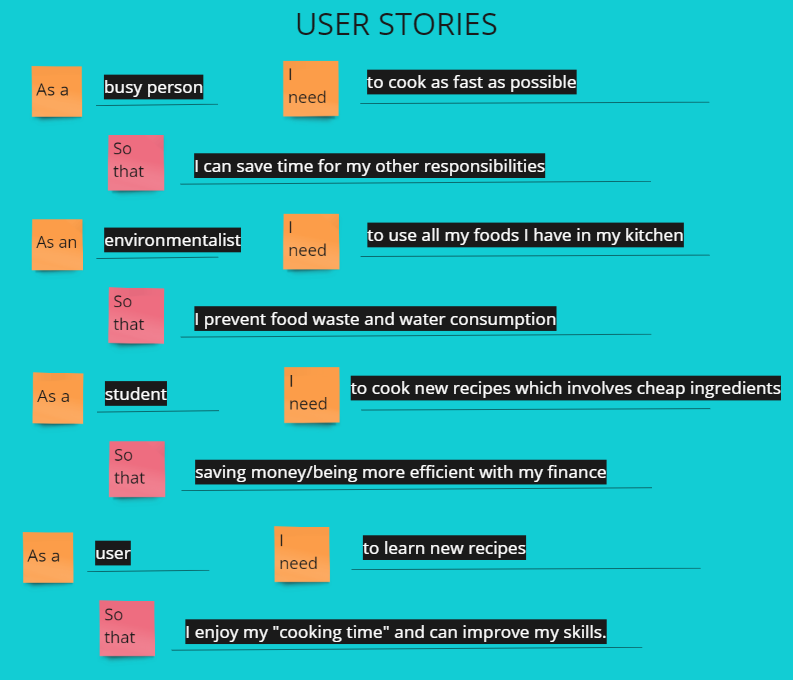 USER STORIES
As a busy person I need to cook as fast as possible
So that I can save time for my other responsibilities
As an environmentalist I need to use all my foods I have in my kitchen
So that I prevent food waste and water consumption
As a student I need to cook new recipes which involves cheap ingredients
So that saving money/being more efficient with my finance
As a user I need to learn new recipes
So that I enjoy my "cooking time" and can improve my skills.